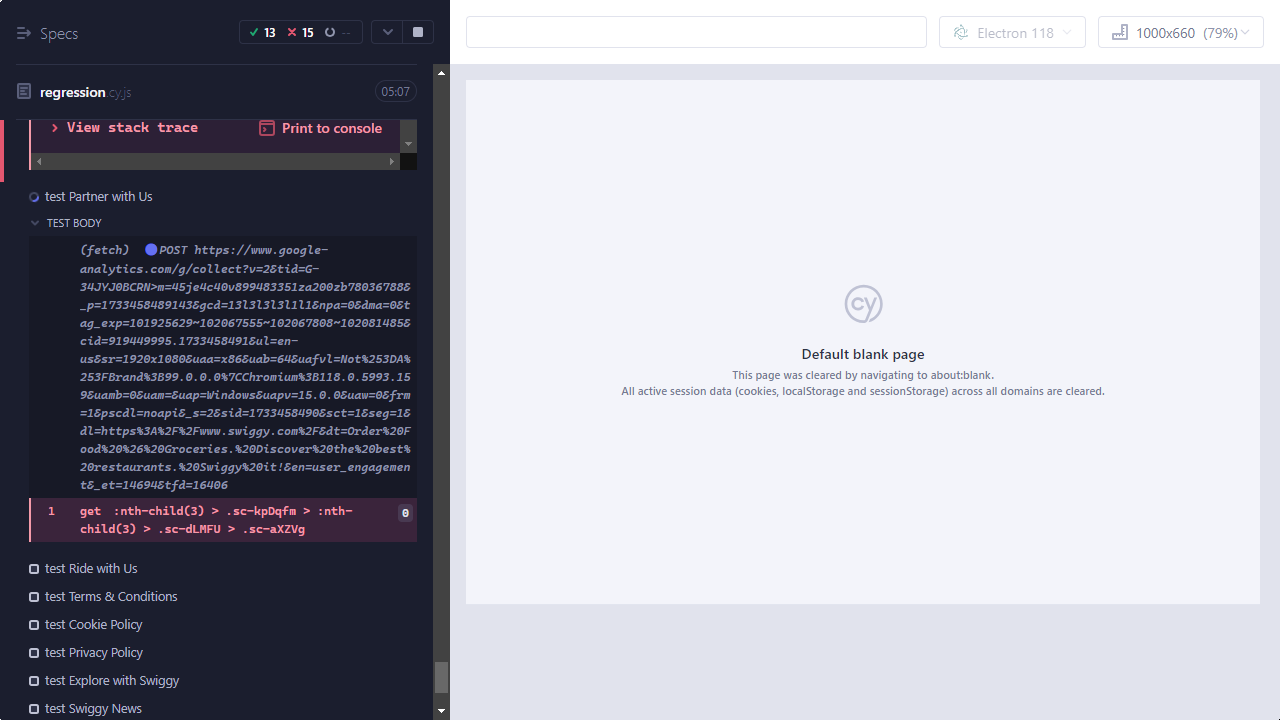 Specs
13
15
--
Electron 118
1000x660 (79%)
regression.cy.js
05:07
View stack trace
Print to console
test Partner with Us
TEST BODY
(fetch) POST https://www.google-
analytics.com/g/collect?v=2&tid=G-
34JYJ0BCRN>m=45je4c40v899483351za200zb78036788&
_p=1733458489143&gcd=13l3l3l3l1l1&npa=0&dma=0&t
ag_exp=101925629~102067555~102067808~102081485&
cid=919449995.1733458491&ul=en-
us&sr=1920x1080&uaa=x86&uab=64&uafvl=Not%253DA%
253FBrand%3B99.0.0.0%7CChromium%3B118.0.5993.15
9&uamb=0&uam=&uap=Windows&uapv=15.0.0&uaw=0&frm
=1&pscdl=noapi&_s=2&sid=1733458490&sct=1&seg=1&
dl=https%3A%2F%2Fwww.swiggy.com%2F&dt=Order%20F
ood%20%26%20Groceries.%20Discover%20the%20best%
20restaurants.%20Swiggy%20it!&en=user_engagemen
t&_et=14694&tfd=16406
1 get :nth-child(3) > .sc-kpDqfm > :nth-
child(3) > .sc-dLMFU > .sc-aXZVg
0
test Ride with Us
test Terms & Conditions
test Cookie Policy
test Privacy Policy
test Explore with Swiggy
test Swiggy News
cy
Default blank page
This page was cleared by navigating to about:blank.
All active session data (cookies, localStorage and sessionStorage) across all domains are cleared.